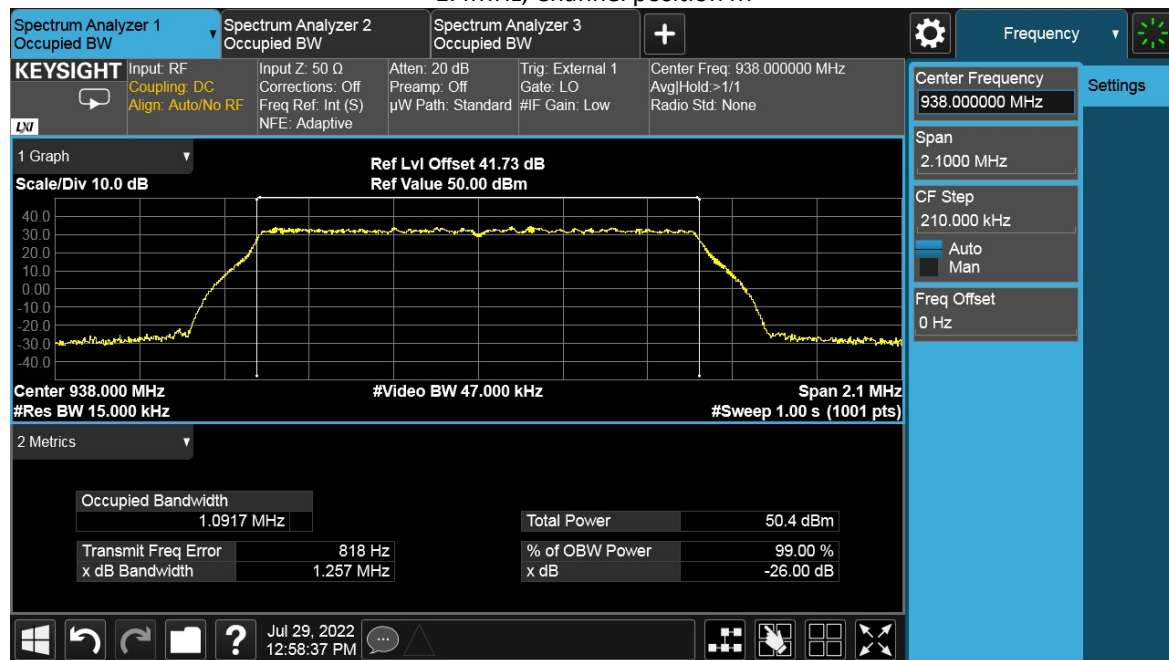 Spectrum Analyzer 1
Occupied BW
Spectrum Analyzer 2
Occupied BW
Spectrum Analyzer 3
Occupied BW
+
Frequency
KEYSIGHT
LXI
Input: RF
Coupling: DC
Align: Auto/No RF
Input Z: 50 Ω
Corrections: Off
Freq Ref: Int (S)
NFE: Adaptive
Atten: 20 dB
Preamp: Off
µW Path: Standard
Trig: External 1
Gate: LO
#IF Gain: Low
Center Freq: 938.000000 MHz
Avg|Hold:>1/1
Radio Std: None
Center Frequency
938.000000 MHz
Settings
Span
2.1000 MHz
CF Step
210.000 kHz
Auto
Man
Freq Offset
0 Hz
1 Graph
Scale/Div 10.0 dB
Ref Lvl Offset 41.73 dB
Ref Value 50.00 dBm
40.0
30.0
20.0
10.0
0.00
-10.0
-20.0
-30.0
-40.0
Center 938.000 MHz
#Res BW 15.000 kHz
#Video BW 47.000 kHz
Span 2.1 MHz
#Sweep 1.00 s (1001 pts)
2 Metrics
Occupied Bandwidth
1.0917 MHz
Total Power 50.4 dBm
Transmit Freq Error 818 Hz
% of OBW Power 99.00 %
x dB Bandwidth 1.257 MHz
x dB -26.00 dB
?
Jul 29, 2022
12:58:37 PM